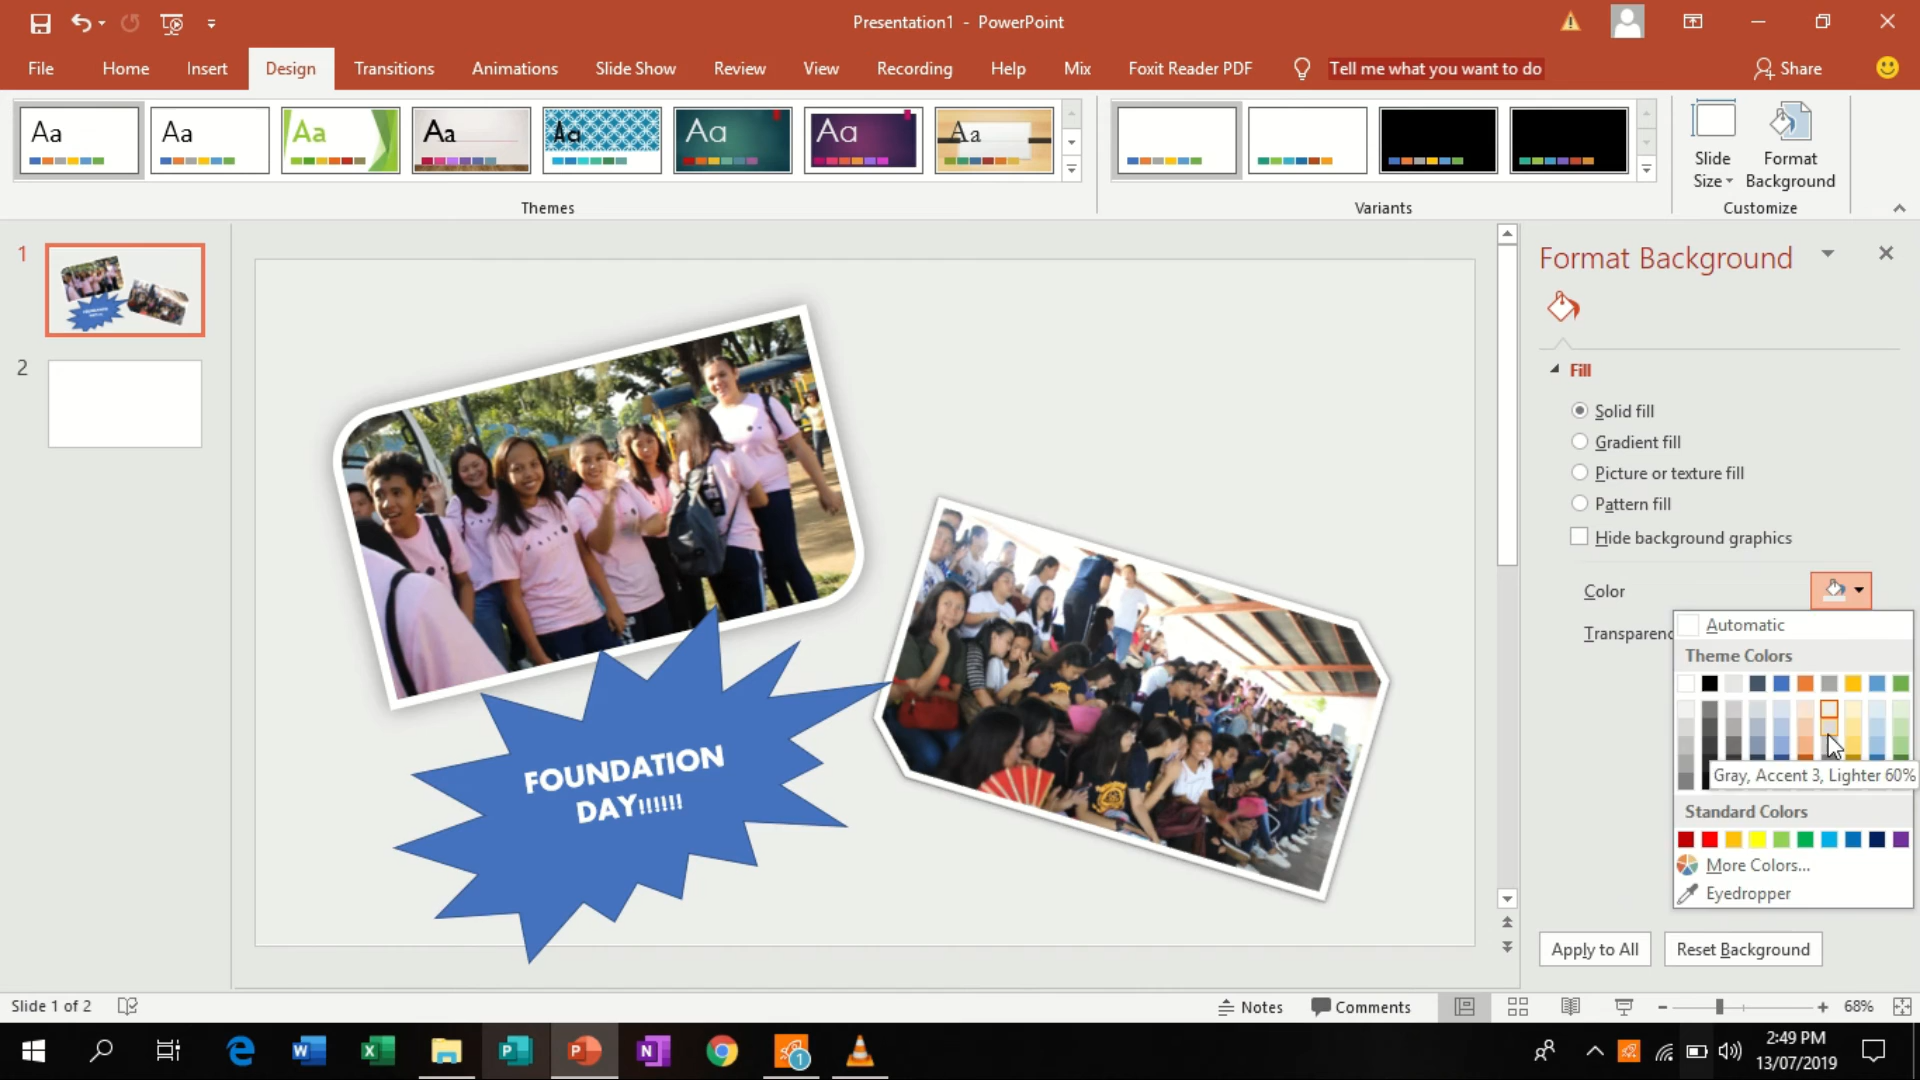 Presentation1 - PowerPoint
File Home Insert Design Transitions Animations Slide Show Review View Recording Help Mix Foxit Reader PDF Tell me what you want to do Share
Aa Aa Aa Aa Aa Aa Aa Aa
Slide Size Format Background
Themes Variants Customize
Format Background
1
2
Fill
Solid fill
Gradient fill
Picture or texture fill
Pattern fill
Hide background graphics
Color
Automatic
Transparenc
Theme Colors
Gray, Accent 3, Lighter 60%
Standard Colors
More Colors...
Eyedropper
FOUNDATION
DAY!!!!!!
Apply to All Reset Background
Slide 1 of 2 Notes Comments 68%
1 2:49 PM
13/07/2019